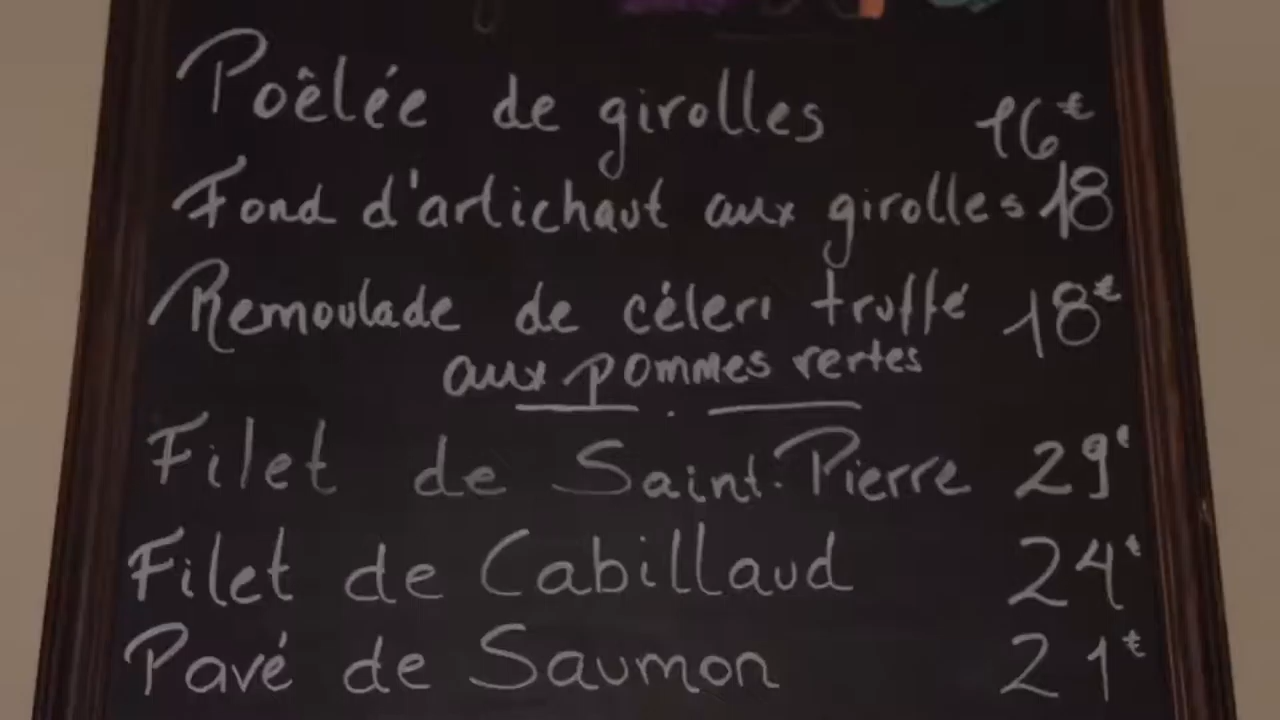 Poêlée de girolles 16€
Fond d'artichaut aux girolles 18
Remoulade de céleri truffé 18€
aux pommes vertes
Filet de Saint-Pierre 29€
Filet de Cabillaud 24€
Pavé de Saumon 21€